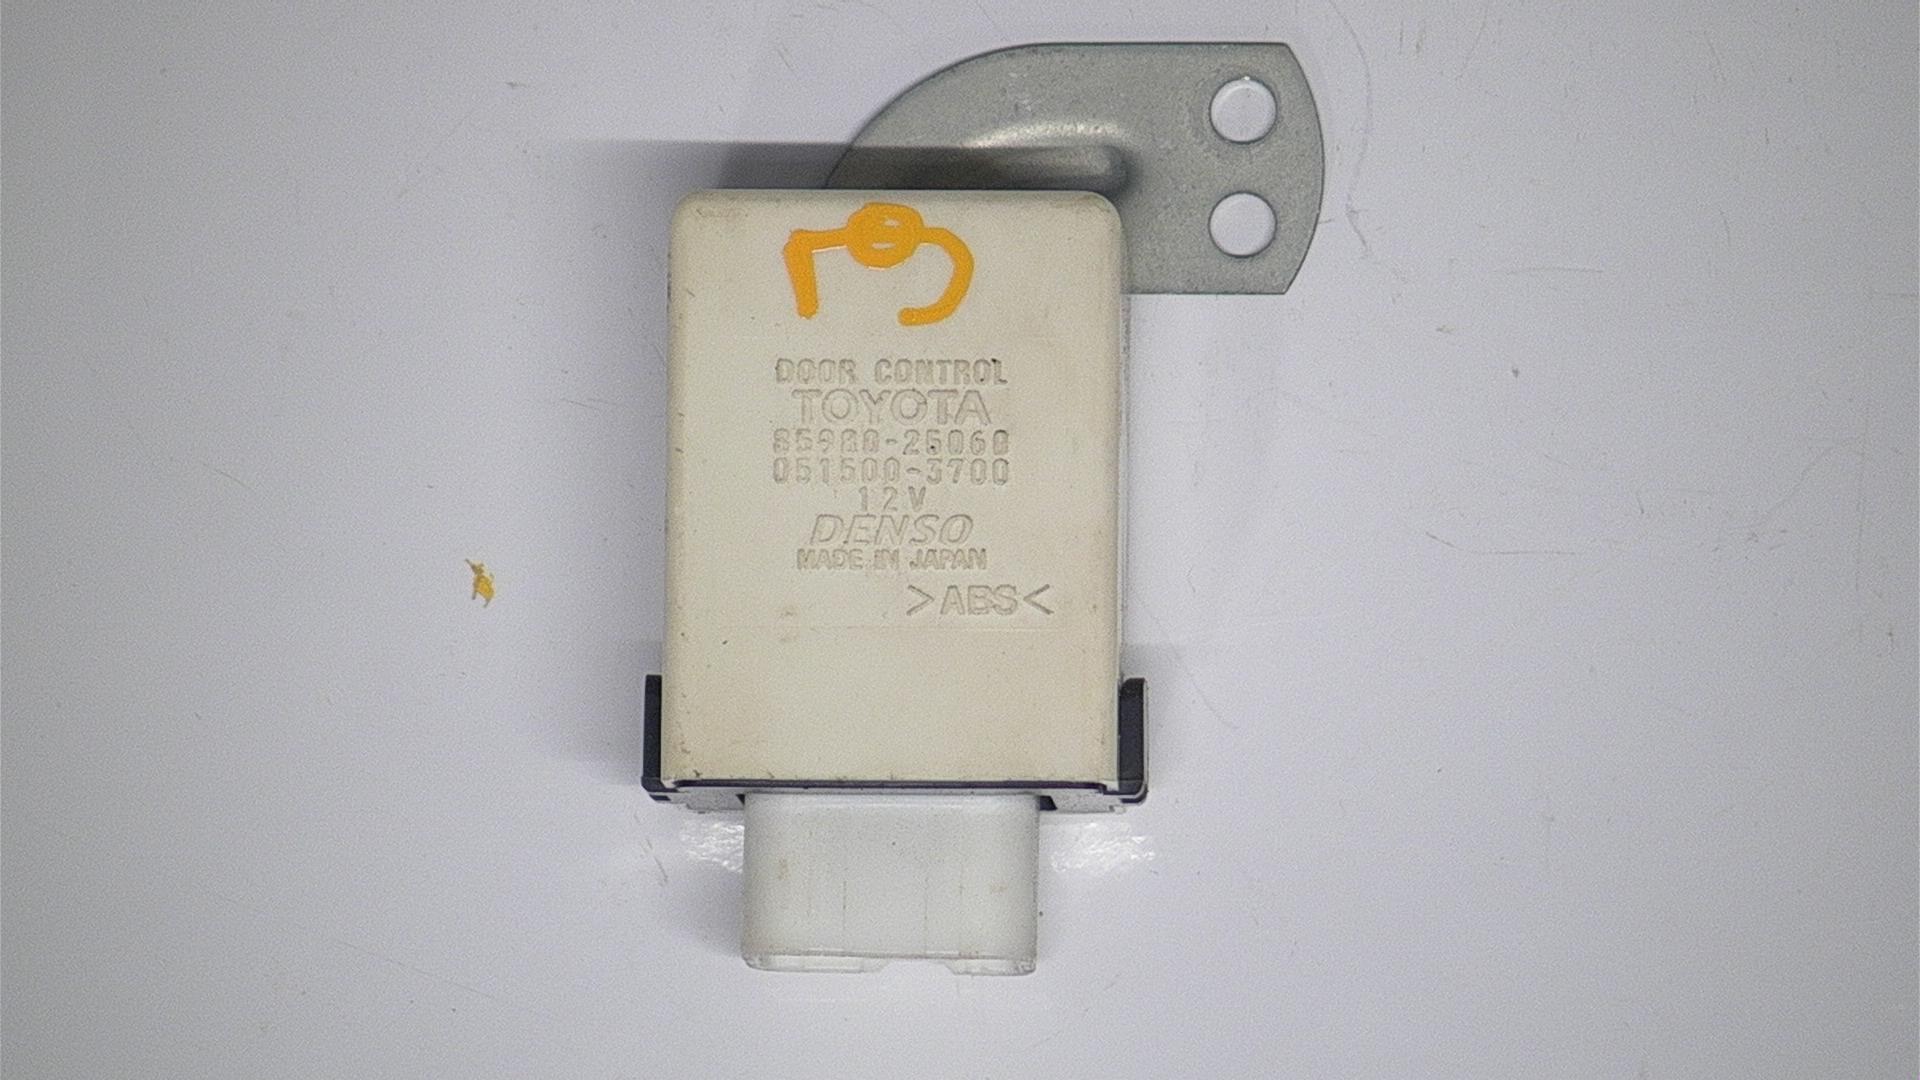 DOOR CONTROL
TOYOTA
85980-25060
051500-3700
12V
DENSO
MADE IN JAPAN
>ABS<